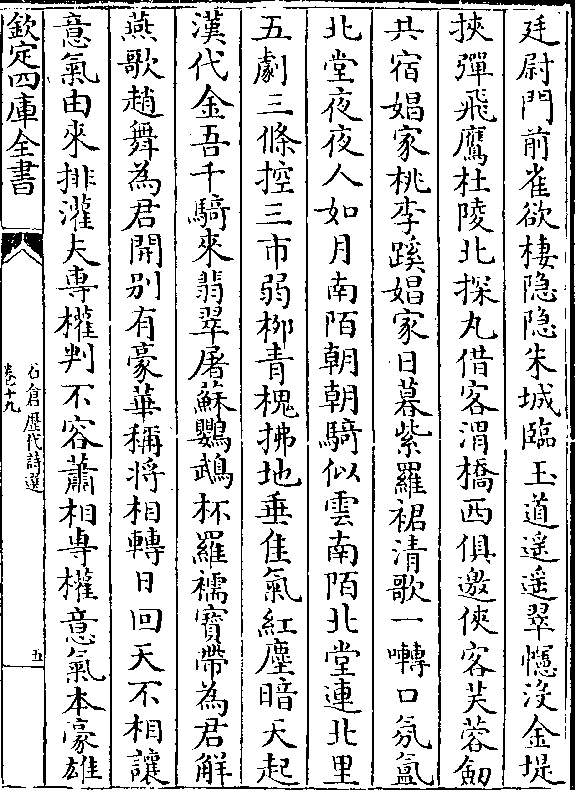 廷尉門前雀欲棲隐隐朱城臨玉道遥遥翠幰沒金堤
挾彈飛鷹杜陵北探丸借客渭橋西俱邀俠客芙蓉劒
共宿娼家桃李蹊娼家日暮紫羅裙清歌一囀口氛氲
北堂夜夜人如月南陌朝朝騎似雲南陌北堂連北里
五劇三條控三市弱栁青槐拂地垂佳氣紅塵暗天起
漢代金吾千騎來翡翠屠蘇鸚鵡杯羅襦寳帶為君解
燕歌趙舞為君開别有豪華稱將相轉日回天不相讓
意氣由來排灌夫専權判不容蕭相専權意氣本豪雄
欽定四庫全書
石倉歷代詩選
卷十九
五